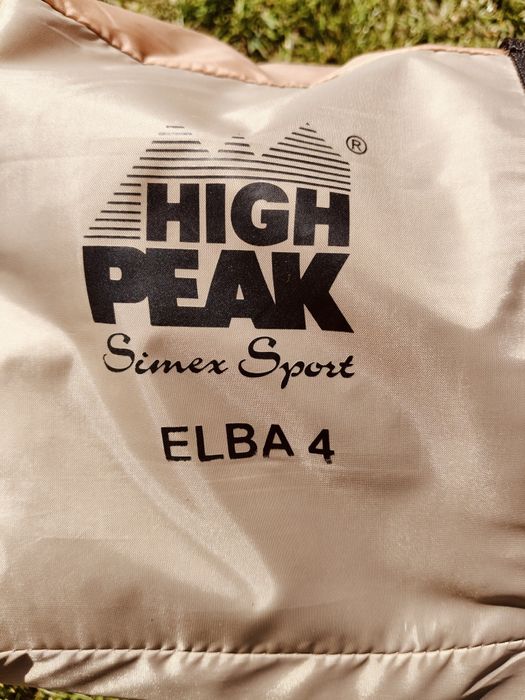 HIGH ®
PEAK
Simex Sport
ELBA 4